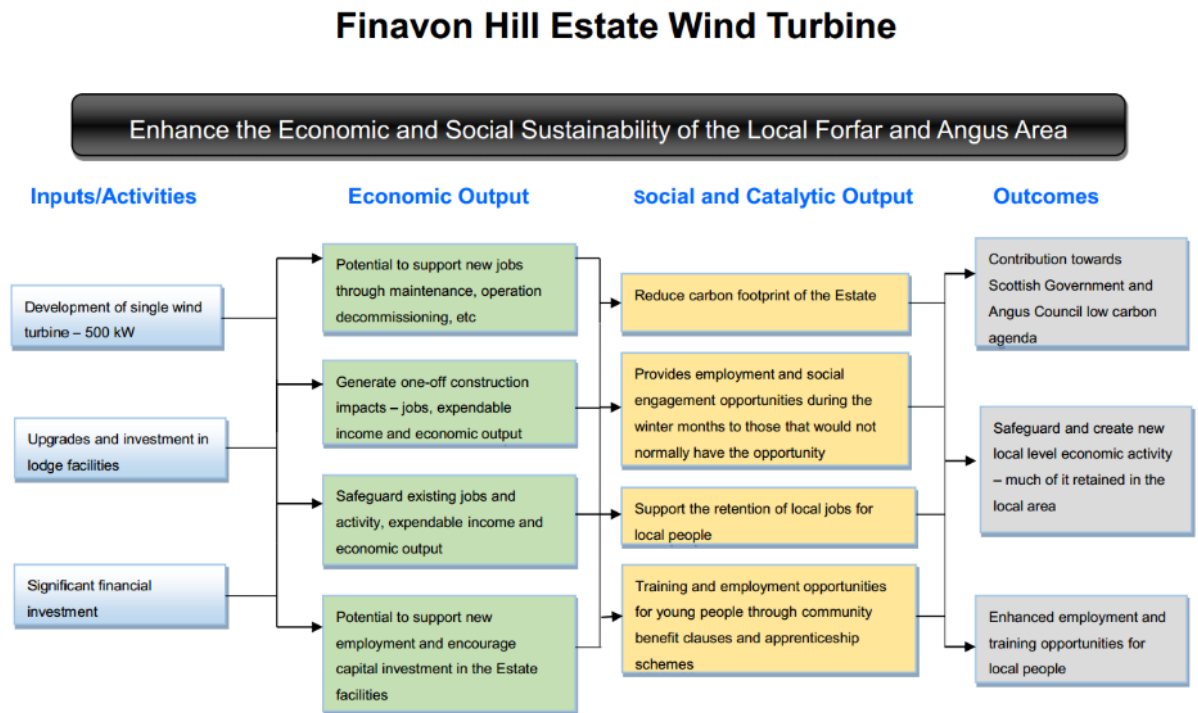 Finavon Hill Estate Wind Turbine
Enhance the Economic and Social Sustainability of the Local Forfar and Angus Area
Inputs/Activities
Economic Output
Social and Catalytic Output
Outcomes
Development of single wind
turbine – 500 kW
Upgrades and investment in
lodge facilities
Significant financial
investment
Potential to support new jobs
through maintenance, operation
decommissioning, etc
Generate one-off construction
impacts – jobs, expendable
income and economic output
Safeguard existing jobs and
activity, expendable income and
economic output
Potential to support new
employment and encourage
capital investment in the Estate
facilities
Reduce carbon footprint of the Estate
Provides employment and social
engagement opportunities during the
winter months to those that would not
normally have the opportunity
Support the retention of local jobs for
local people
Training and employment opportunities
for young people through community
benefit clauses and apprenticeship
schemes
Contribution towards
Scottish Government and
Angus Council low carbon
agenda
Safeguard and create new
local level economic activity
– much of it retained in the
local area
Enhanced employment and
training opportunities for
local people